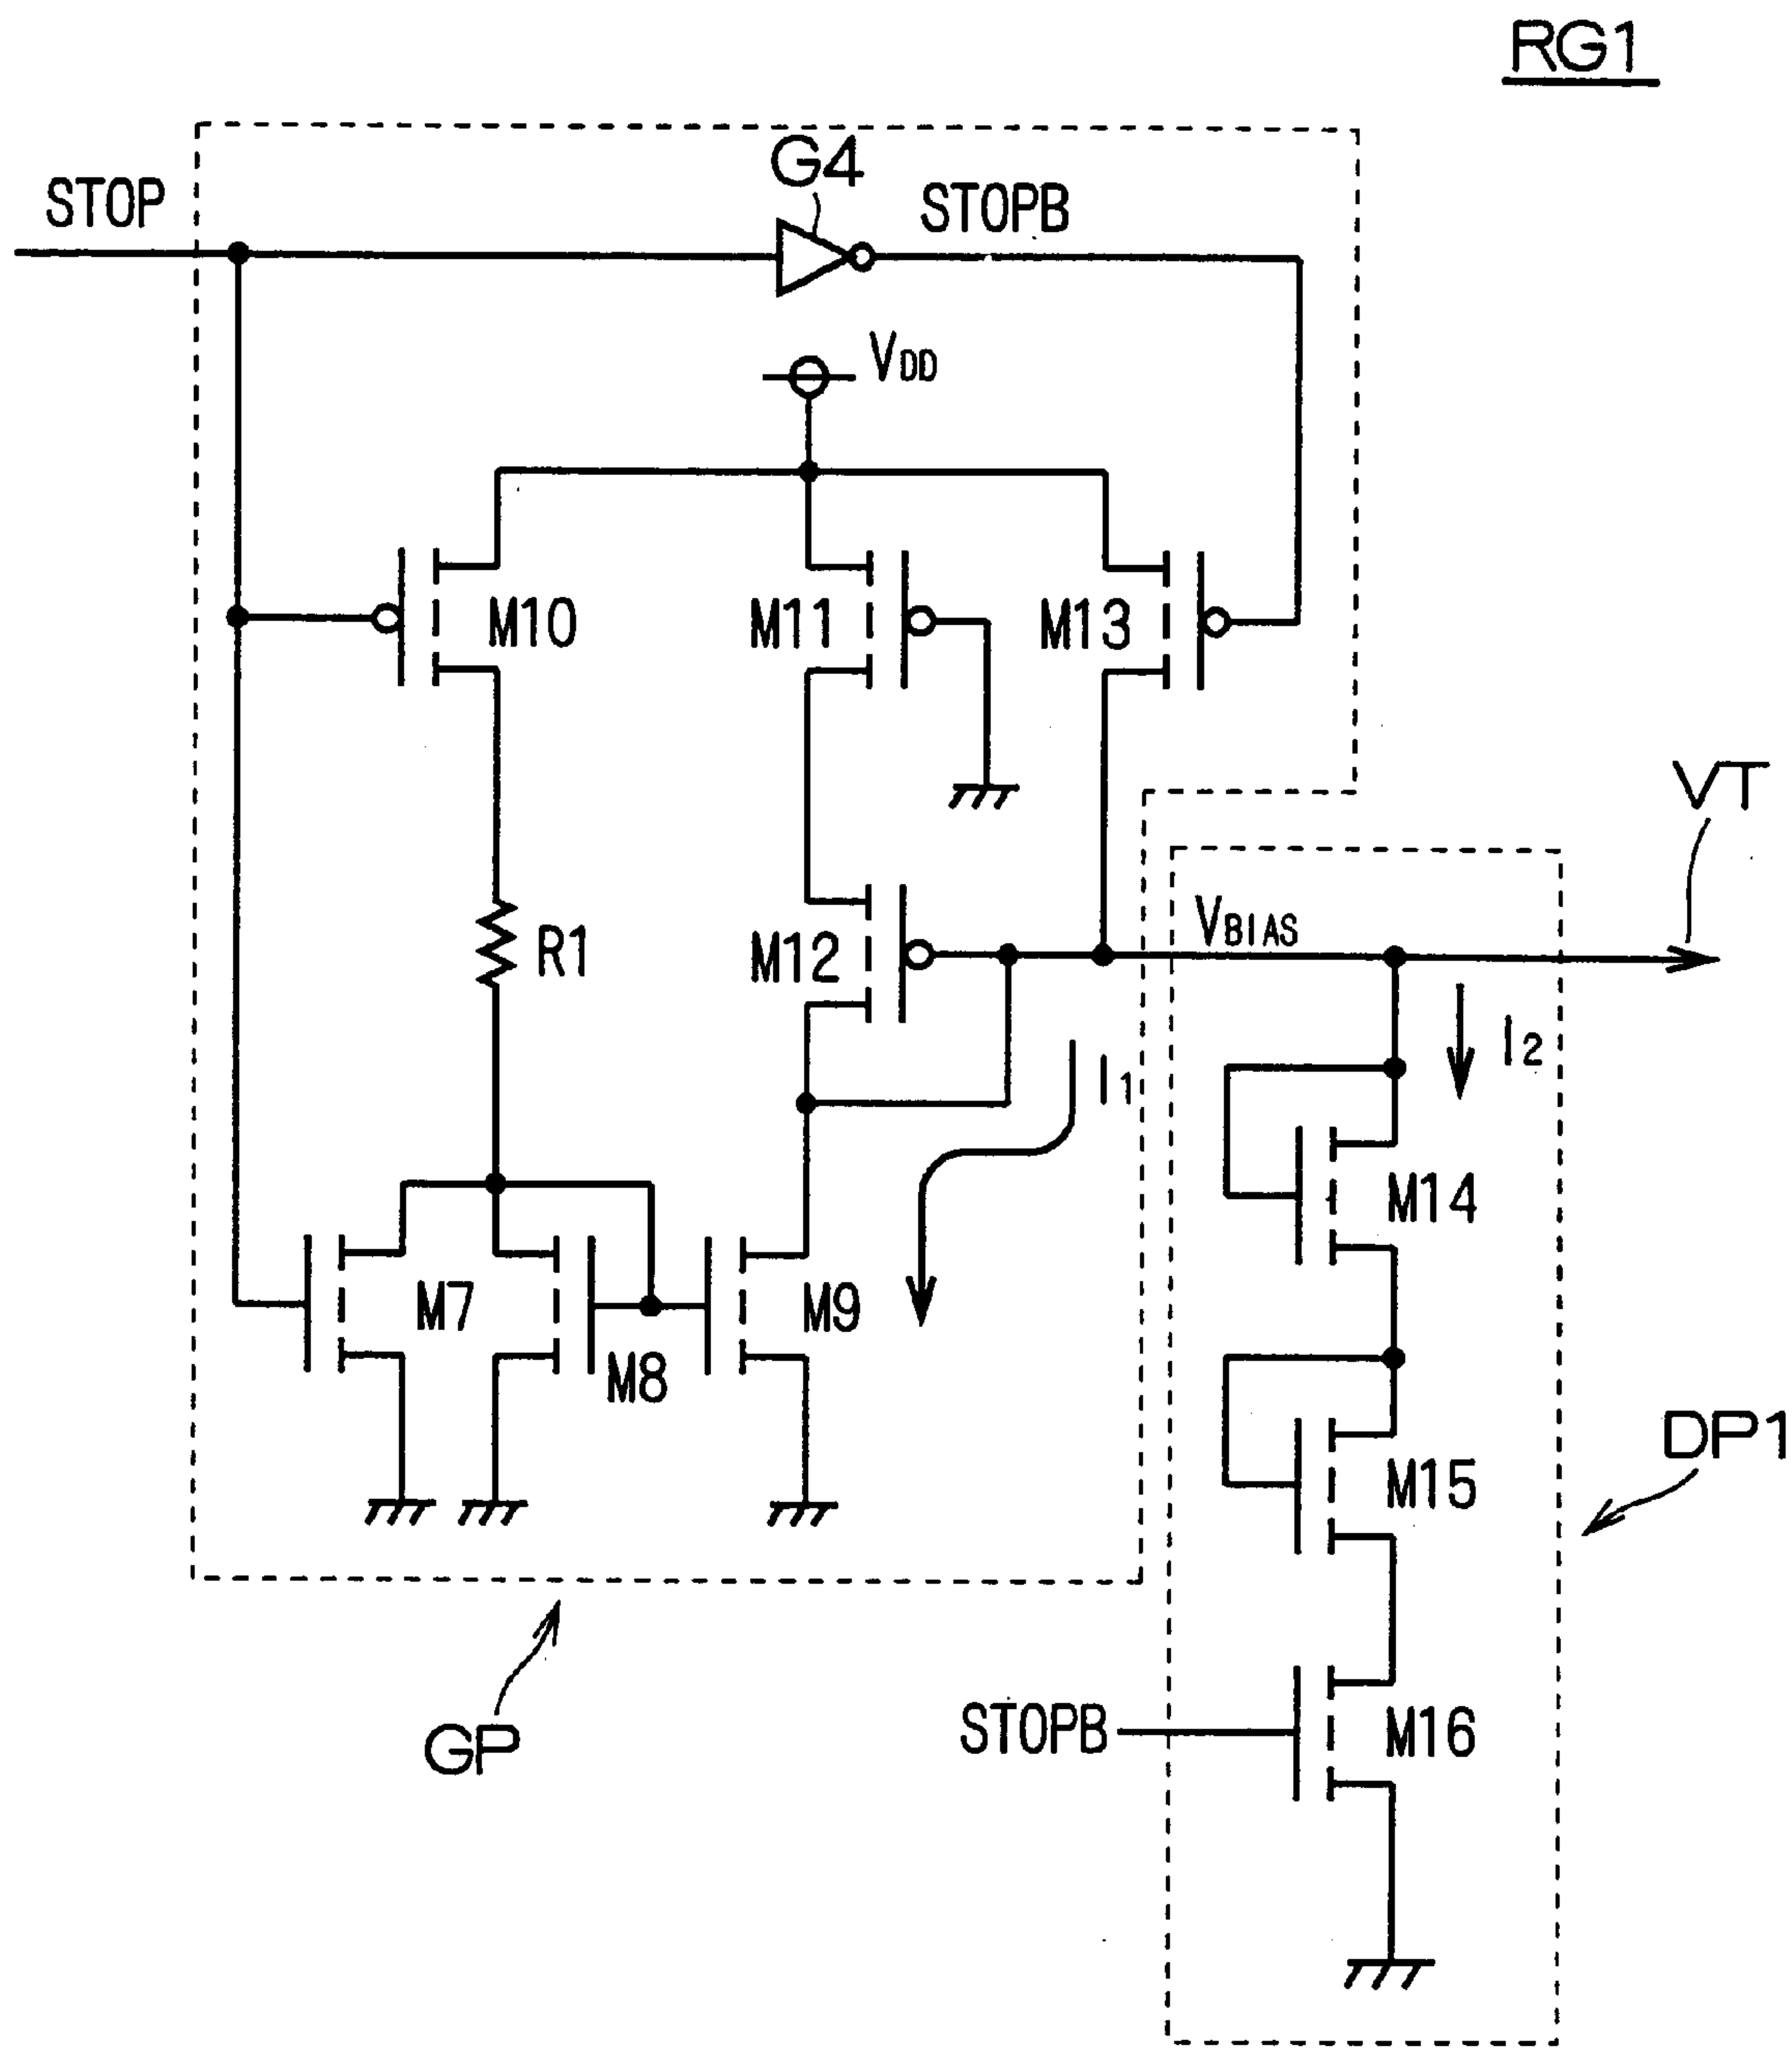 RG1
G4
STOP
STOPB
VDD
M10
M11
M13
VT
VBIAS
R1
M12
I2
I1
M14
M7
M9
M8
DP1
M15
STOPB
M16
GP